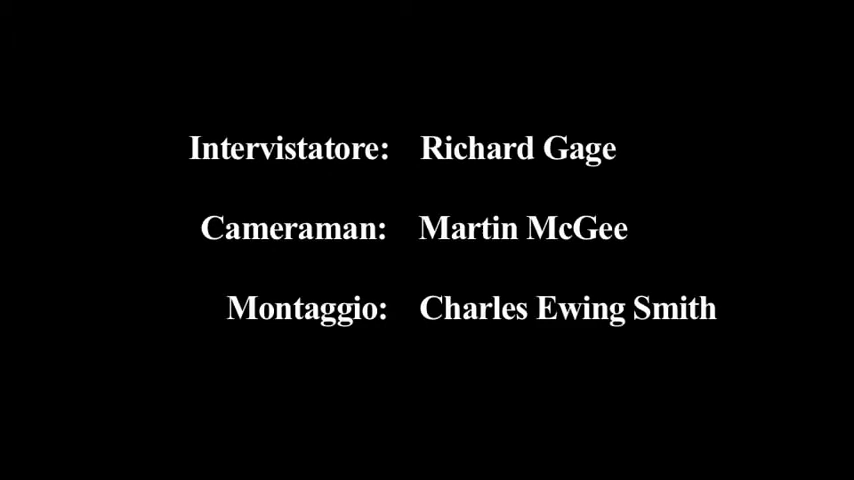 Intervistatore: Richard Gage
Cameraman: Martin McGee
Montaggio: Charles Ewing Smith